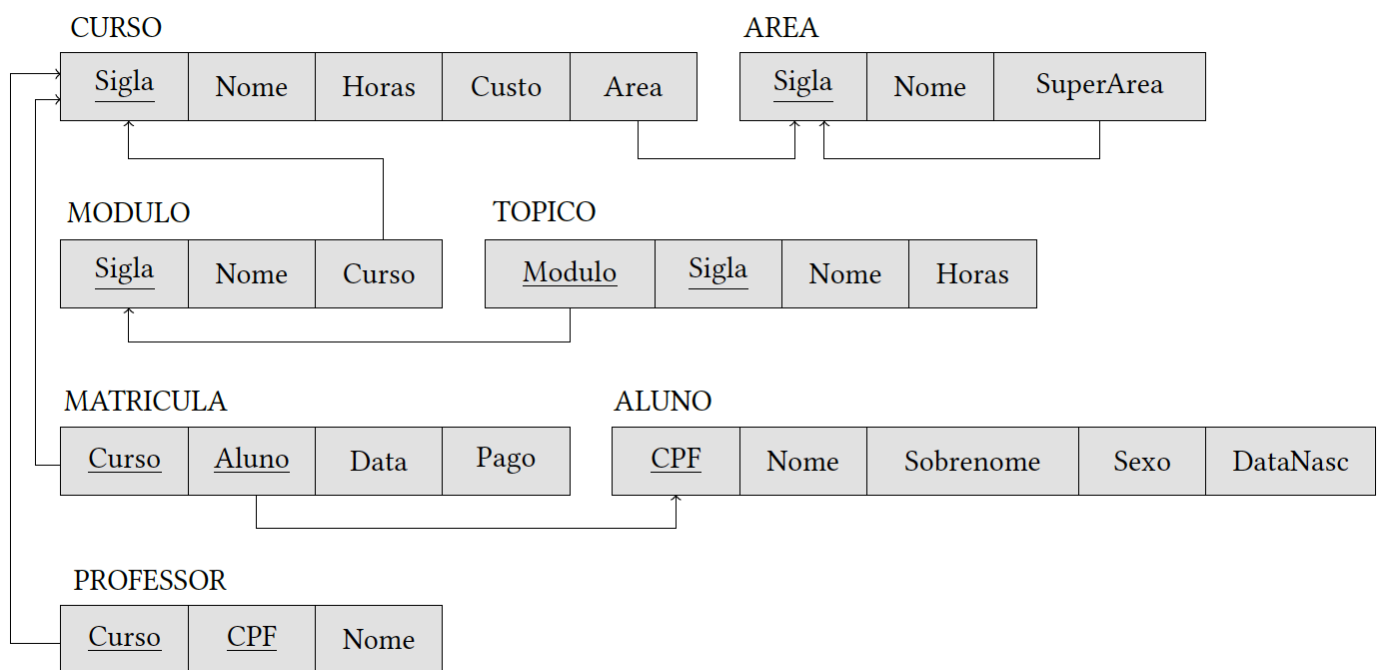 CURSO AREA
Sigla Nome Horas Custo Area Sigla Nome SuperArea
MODULO TOPICO
Sigla Nome Curso Modulo Sigla Nome Horas
MATRICULA ALUNO
Curso Aluno Data Pago CPF Nome Sobrenome Sexo DataNasc
PROFESSOR
Curso CPF Nome